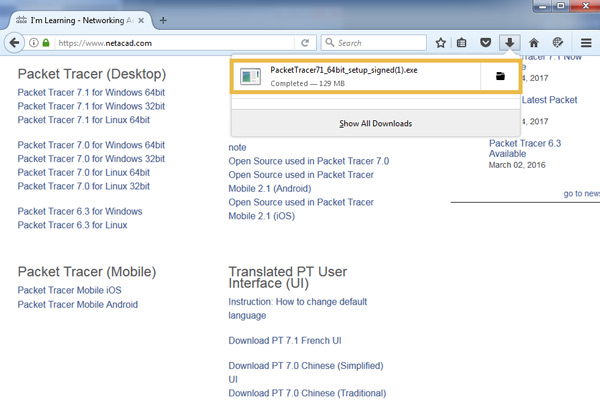 I'm Learning - Networking A
https://www.netacad.com
Search
PacketTracer71_64bit_setup_signed(1).exe
Completed — 129 MB
Show All Downloads
Packet Tracer (Desktop)
Packet Tracer 7.1 for Windows 64bit
Packet Tracer 7.1 for Windows 32bit
Packet Tracer 7.1 for Linux 64bit
Packet Tracer 7.0 for Windows 64bit
Packet Tracer 7.0 for Windows 32bit
Packet Tracer 7.0 for Linux 64bit
Packet Tracer 7.0 for Linux 32bit
Packet Tracer 6.3 for Windows
Packet Tracer 6.3 for Linux
Packet Tracer (Mobile)
Packet Tracer Mobile iOS
Packet Tracer Mobile Android
note
Open Source used in Packet Tracer 7.0
Open Source used in Packet Tracer
Mobile 2.1 (Android)
Open Source used in Packet Tracer
Mobile 2.1 (iOS)
Translated PT User
Interface (UI)
Instruction: How to change default
language
Download PT 7.1 French UI
Download PT 7.0 Chinese (Simplified)
UI
Download PT 7.0 Chinese (Traditional)
Tracer 7.1 Now
4, 2017
Latest Packet
4, 2017
Packet Tracer 6.3
Available
March 02, 2016
go to news